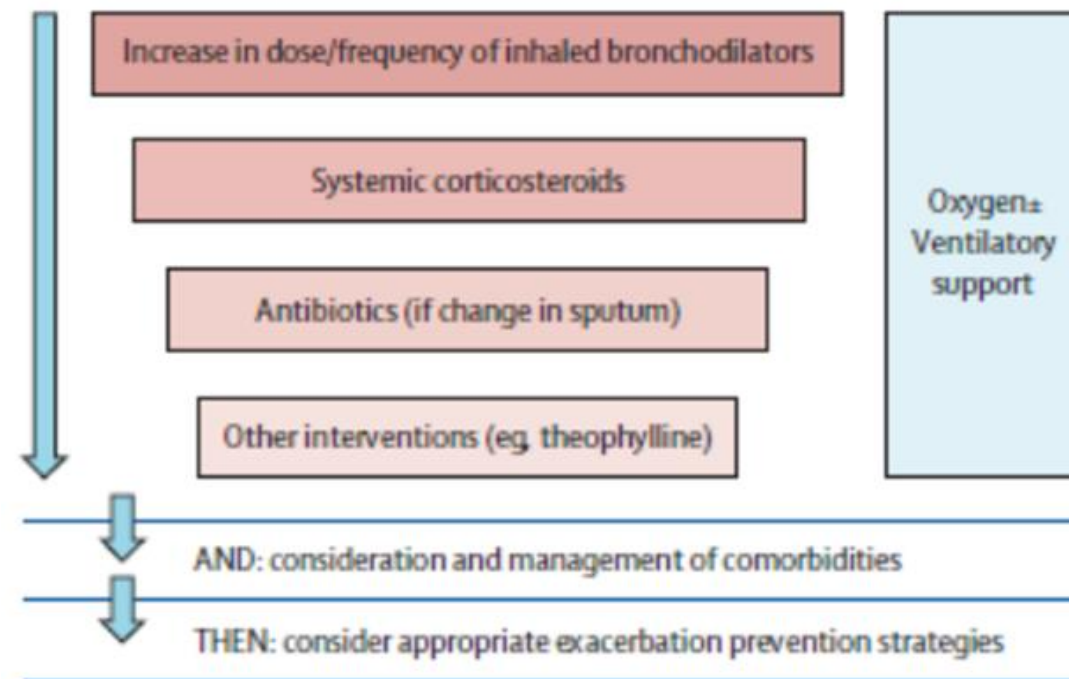 Increase in dose/frequency of inhaled bronchodilators
Systemic corticosteroids
Antibiotics (if change in sputum)
Other interventions (eg, theophylline)
Oxygen±
Ventilatory
support
AND: consideration and management of comorbidities
THEN: consider appropriate exacerbation prevention strategies